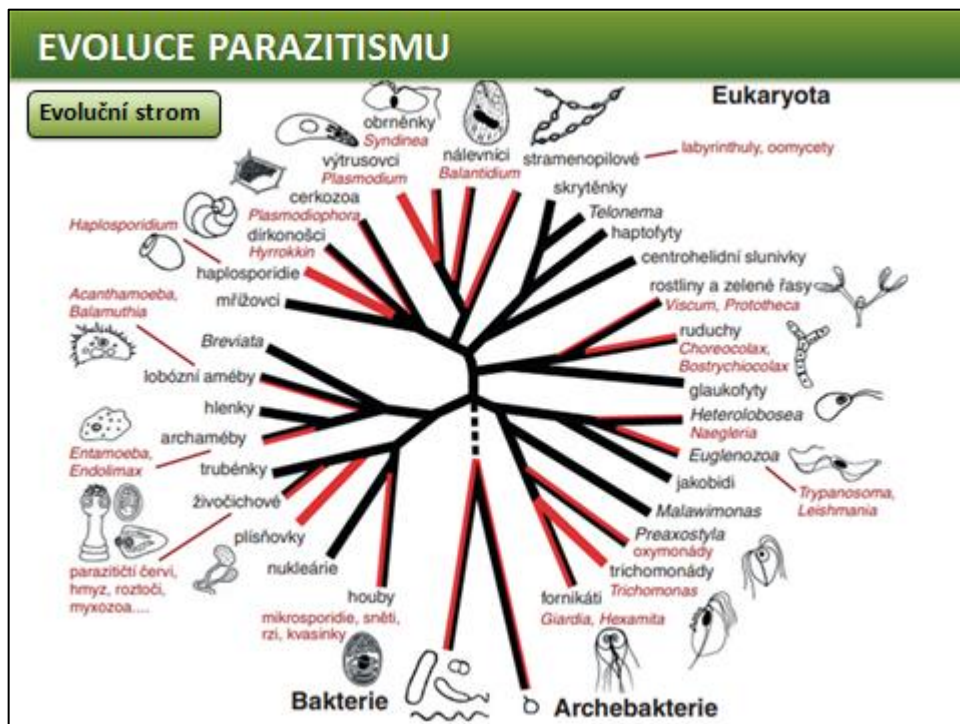 EVOLUCE PARAZITISMU
Evoluční strom
Eukaryota
obrněnky
Syndinea
výtrusovci
Plasmodium
nálevníci
Balantidium
stramenopilové
labyrinthuly, oomycety
cerkozoa
Plasmodiophora
dírkonošci
Hyrrokkin
Haplosporidium
haplosporidie
mřížovci
skrytěnky
Telonema
haptofyty
centrohelidní slunivky
rostliny a zelené řasy
Viscum, Prototheca
ruduchy
Choreocolax,
Bostrychiocolax
glaukofyty
Acanthamoeba,
Balamuthia
Breviata
lobózní améby
hlenky
archaméby
Entamoeba,
Endolimax
trubénky
živočichové
parazitičtí červi,
hmyz, roztoči,
myxozoa....
plísňovky
nukleárie
houby
mikrosporidie, sněti,
rzi, kvasinky
Heterolobosea
Naegleria
Euglenozoa
Trypanosoma,
Leishmania
jakobidi
Malawimonas
Preaxostyla
oxymonády
trichomonády
Trichomonas
fornikáti
Giardia, Hexamita
Bakterie
Archebakterie